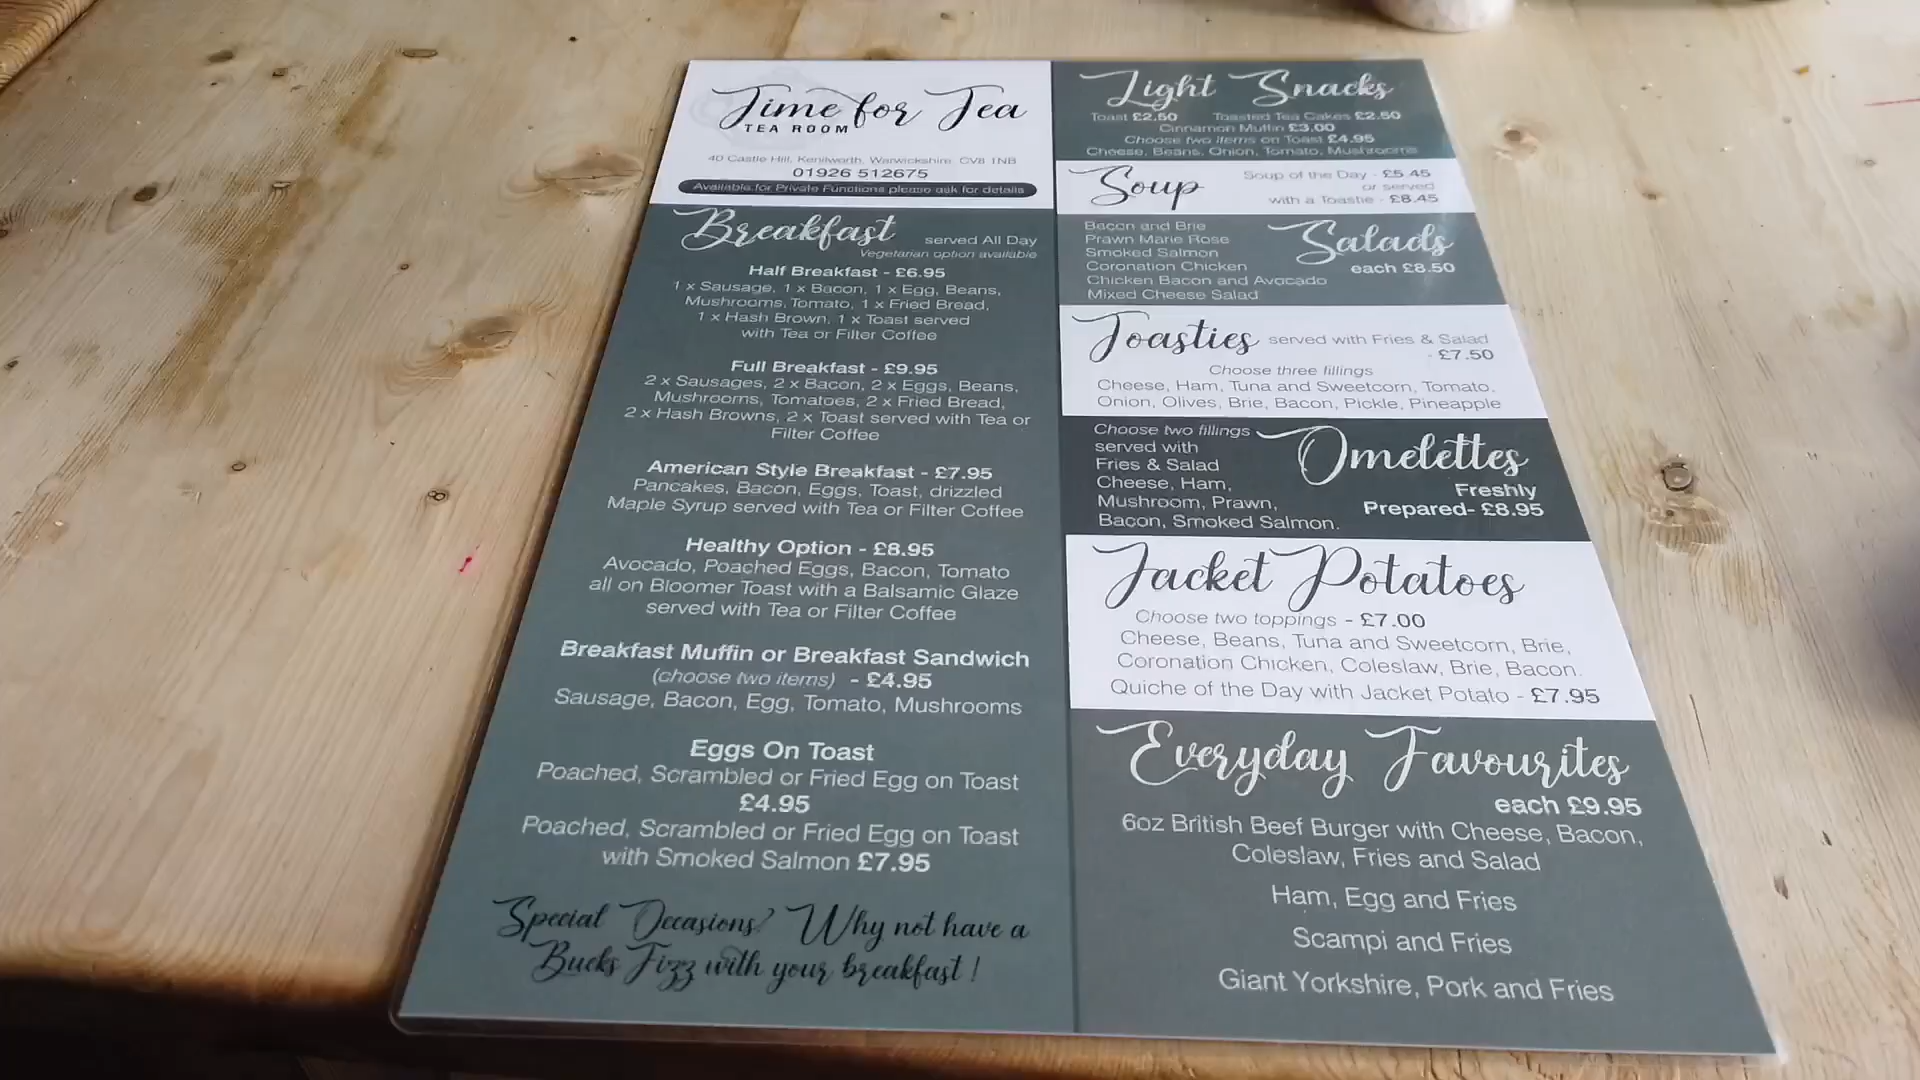 Time for Tea
TEA ROOM
40 Castle Hill, Kenilworth, Warwickshire, CV8 1NB
01926 512675
Available for Private Functions please ask for details
Breakfast served All Day
Vegetarian option available
Half Breakfast - £6.95
1 x Sausage, 1 x Bacon, 1 x Egg, Beans,
Mushrooms, Tomato, 1 x Fried Bread,
1 x Hash Brown, 1 x Toast served
with Tea or Filter Coffee
Full Breakfast - £9.95
2 x Sausages, 2 x Bacon, 2 x Eggs, Beans,
Mushrooms, Tomatoes, 2 x Fried Bread,
2 x Hash Browns, 2 x Toast served with Tea or
Filter Coffee
American Style Breakfast - £7.95
Pancakes, Bacon, Eggs, Toast, drizzled
Maple Syrup served with Tea or Filter Coffee
Healthy Option - £8.95
Avocado, Poached Eggs, Bacon, Tomato
all on Bloomer Toast with a Balsamic Glaze
served with Tea or Filter Coffee
Breakfast Muffin or Breakfast Sandwich
(choose two items) - £4.95
Sausage, Bacon, Egg, Tomato, Mushrooms
Eggs On Toast
Poached, Scrambled or Fried Egg on Toast
£4.95
Poached, Scrambled or Fried Egg on Toast
with Smoked Salmon £7.95
Special Occasions? Why not have a
Bucks Fizz with your breakfast !
Light Snacks
Toast £2.50 Toasted Tea Cakes £2.50
Cinnamon Muffin £3.00
Choose two items on Toast £4.95
Cheese, Beans, Onion, Tomato, Mushrooms
Soup
Soup of the Day - £5.45
or served
with a Toastie - £8.45
Salads
each £8.50
Bacon and Brie
Prawn Marie Rose
Smoked Salmon
Coronation Chicken
Chicken Bacon and Avocado
Mixed Cheese Salad
Toasties served with Fries & Salad
- £7.50
Choose three fillings
Cheese, Ham, Tuna and Sweetcorn, Tomato,
Onion, Olives, Brie, Bacon, Pickle, Pineapple
Omelettes
Freshly
Prepared- £8.95
Choose two fillings
served with
Fries & Salad
Cheese, Ham,
Mushroom, Prawn,
Bacon, Smoked Salmon.
Jacket Potatoes
Choose two toppings - £7.00
Cheese, Beans, Tuna and Sweetcorn, Brie,
Coronation Chicken, Coleslaw, Brie, Bacon.
Quiche of the Day with Jacket Potato - £7.95
Everyday Favourites
each £9.95
6oz British Beef Burger with Cheese, Bacon,
Coleslaw, Fries and Salad
Ham, Egg and Fries
Scampi and Fries
Giant Yorkshire, Pork and Fries